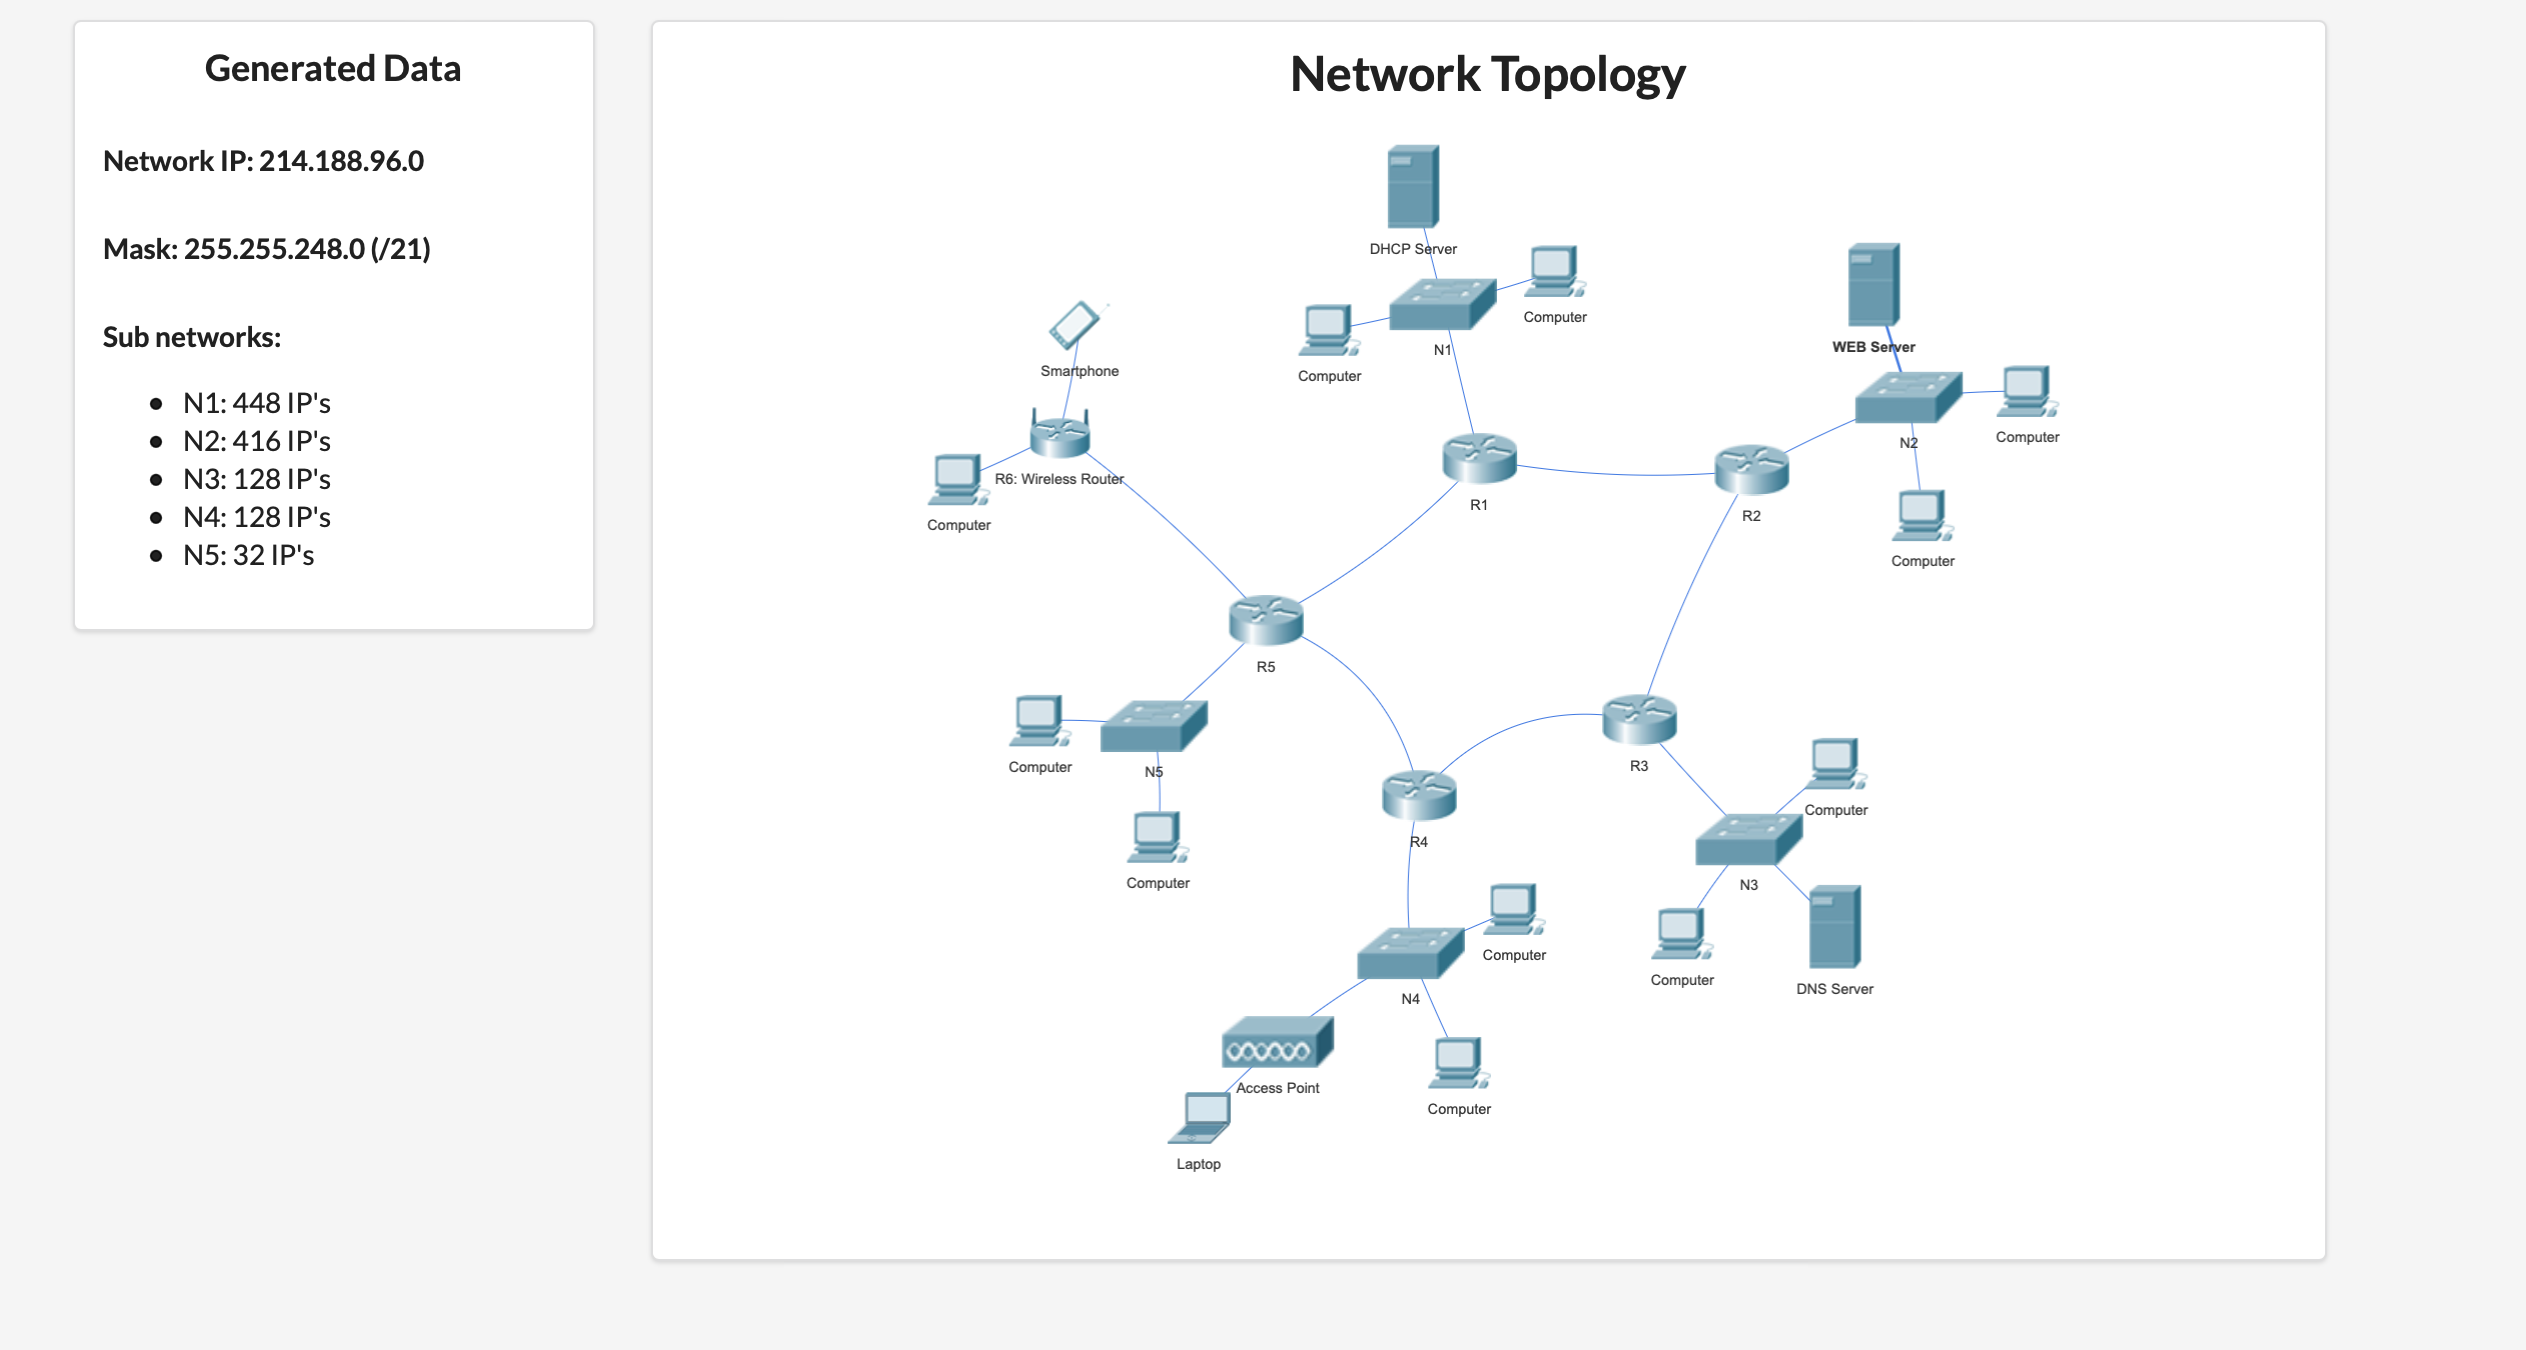 Generated Data
Network IP: 214.188.96.0
Mask: 255.255.248.0 (/21)
Sub networks:
N1: 448 IP's
N2: 416 IP's
N3: 128 IP's
N4: 128 IP's
N5: 32 IP's
Network Topology
DHCP Server
Computer
Computer
N1
WEB Server
Computer
N2
Computer
Smartphone
R6: Wireless Router
Computer
R1
R2
R5
Computer
N5
Computer
R3
R4
Computer
N3
Computer
DNS Server
Computer
N4
Access Point
Computer
Laptop